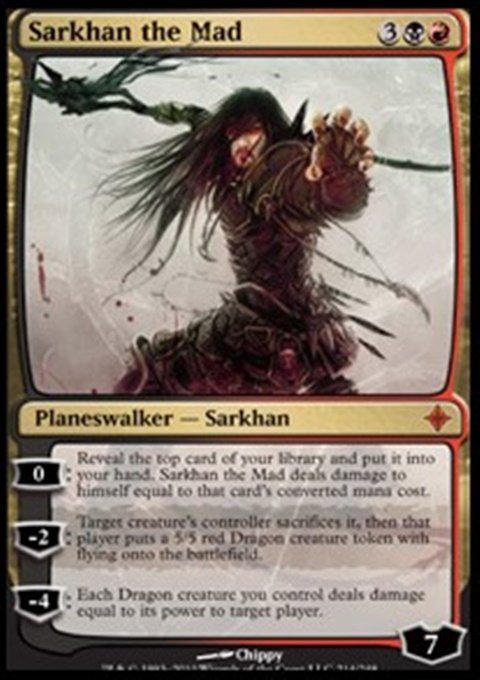 Sarkhan the Mad 3
Planeswalker — Sarkhan
0 : Reveal the top card of your library and put it into
your hand. Sarkhan the Mad deals damage to
himself equal to that card's converted mana cost.
-2 : Target creature's controller sacrifices it, then that
player puts a 5/5 red Dragon creature token with
flying onto the battlefield.
-4 : Each Dragon creature you control deals damage
equal to its power to target player.
7
Chippy